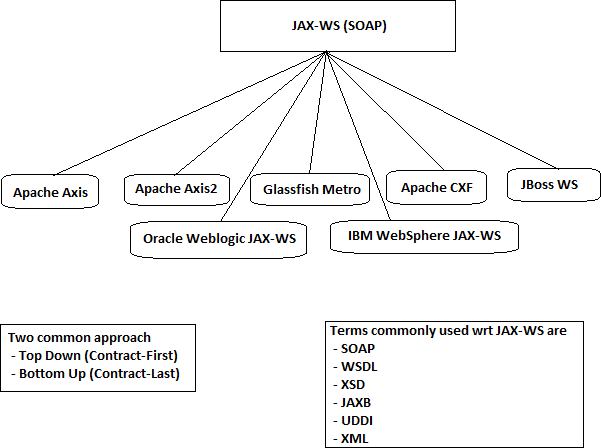 JAX-WS (SOAP)
Apache Axis
Apache Axis2
Glassfish Metro
Apache CXF
JBoss WS
Oracle Weblogic JAX-WS
IBM WebSphere JAX-WS
Two common approach
- Top Down (Contract-First)
- Bottom Up (Contract-Last)
Terms commonly used wrt JAX-WS are
- SOAP
- WSDL
- XSD
- JAXB
- UDDI
- XML